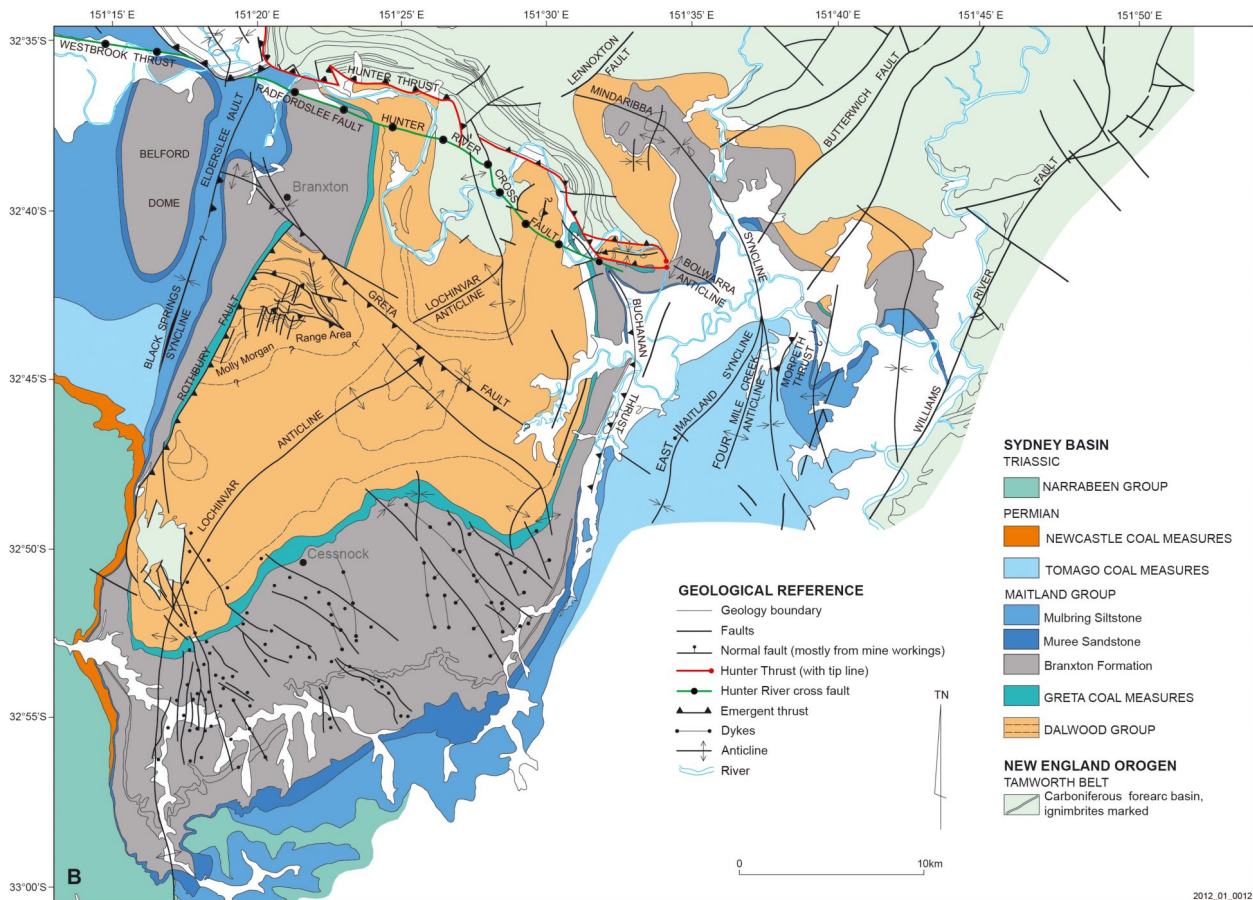 151°15' E
151°20' E
151°25' E
151°30' E
151°35' E
151°40' E
151°45' E
151°50' E
32°35'S
32°40'S
32°45'S
32°50'S
32°55'S
33°00'S
WESTBROOK THRUST
HUNTER THRUST
RADFORDSLEE FAULT
HUNTER RIVER CROSS FAULT
LENNOXTON FAULT
MINDARIBBA SYNCLINE
BUTTERWICH FAULT
BELFORD
DOME
ELDERSLEE FAULT
?
Branxton
?
?
BLACK SPRINGS
SYNCLINE
ROTHBURY FAULT
GRETA FAULT
LOCHINVAR
ANTICLINE
BOLWARRA
ANTICLINE
BUCHANAN THRUST
Molly Morgan
Range Area
?
?
?
LOCHINVAR ANTICLINE
EAST MAITLAND SYNCLINE
FOUR MILE CREEK
ANTICLINE
MORPETH
THRUST
?
WILLIAMS RIVER FAULT
Cessnock
SYDNEY BASIN
TRIASSIC
NARRABEEN GROUP
PERMIAN
NEWCASTLE COAL MEASURES
TOMAGO COAL MEASURES
MAITLAND GROUP
Mulbring Siltstone
Muree Sandstone
Branxton Formation
GRETA COAL MEASURES
DALWOOD GROUP
NEW ENGLAND OROGEN
TAMWORTH BELT
Carboniferous forearc basin,
ignimbrites marked
GEOLOGICAL REFERENCE
Geology boundary
Faults
Normal fault (mostly from mine workings)
Hunter Thrust (with tip line)
Hunter River cross fault
Emergent thrust
Dykes
Anticline
River
TN
0
10km
B
2012_01_0012